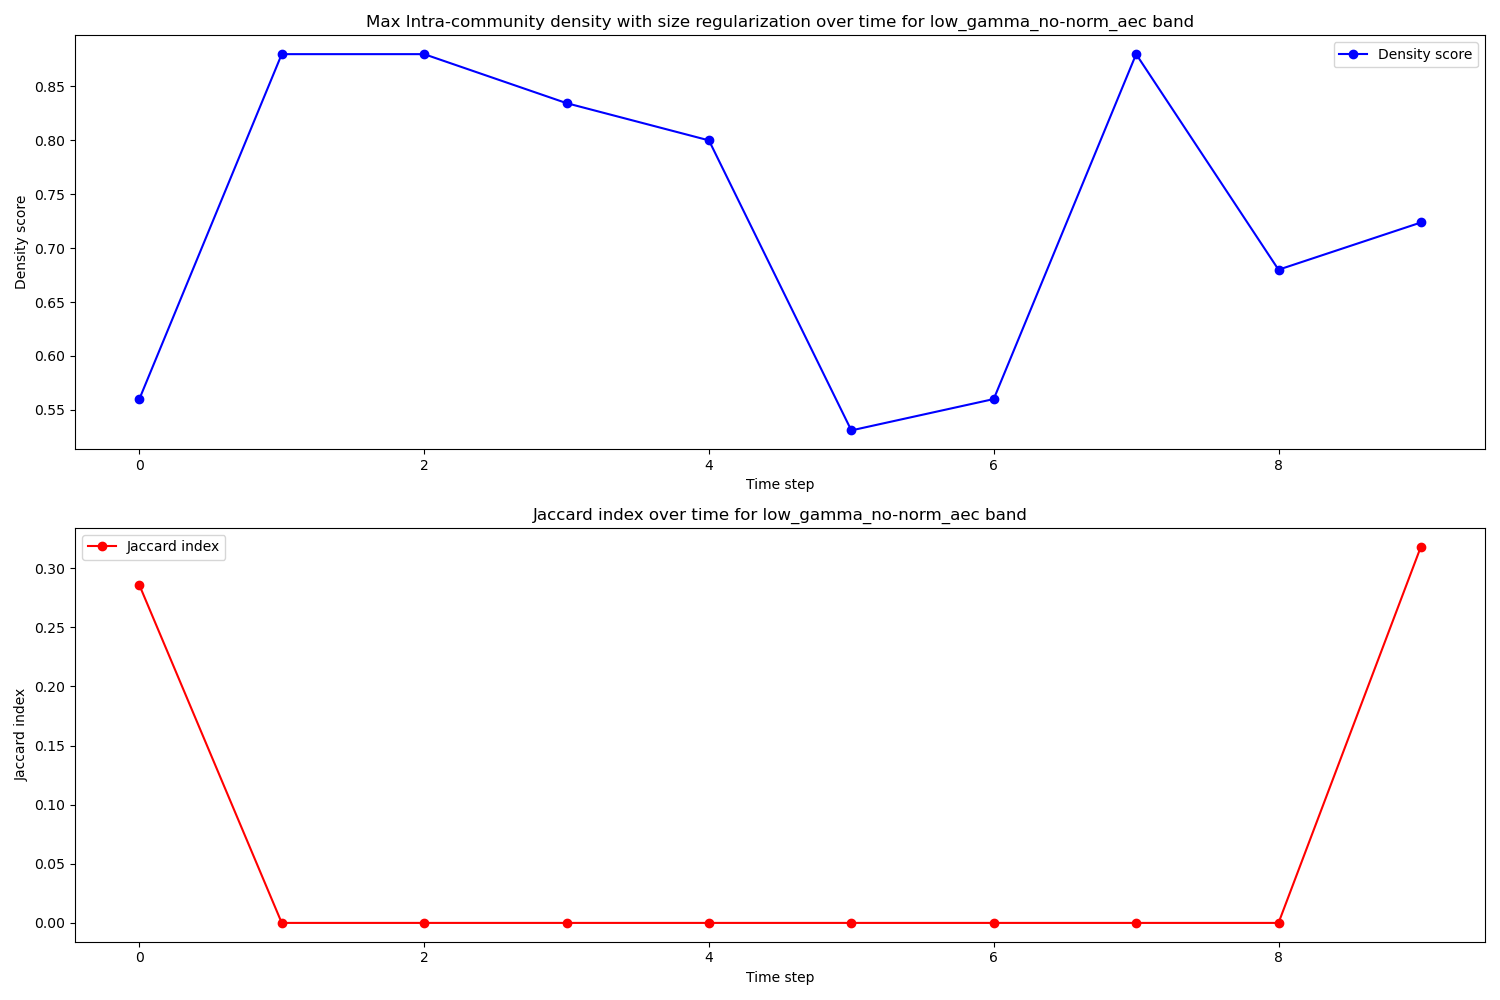 Max Intra-community density with size regularization over time for low_gamma_no-norm_aec band
Density score
0.85
0.80
0.75
0.70
0.65
0.60
0.55
Density score
0 2 4 6 8
Time step
Jaccard index over time for low_gamma_no-norm_aec band
Jaccard index
0.30
0.25
0.20
0.15
0.10
0.05
0.00
Jaccard index
0 2 4 6 8
Time step